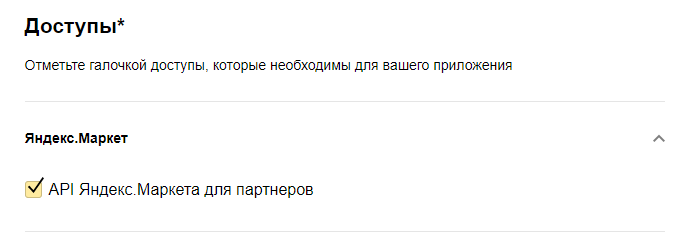 Доступы*
Отметьте галочкой доступы, которые необходимы для вашего приложения
Яндекс.Маркет
API Яндекс.Маркета для партнеров